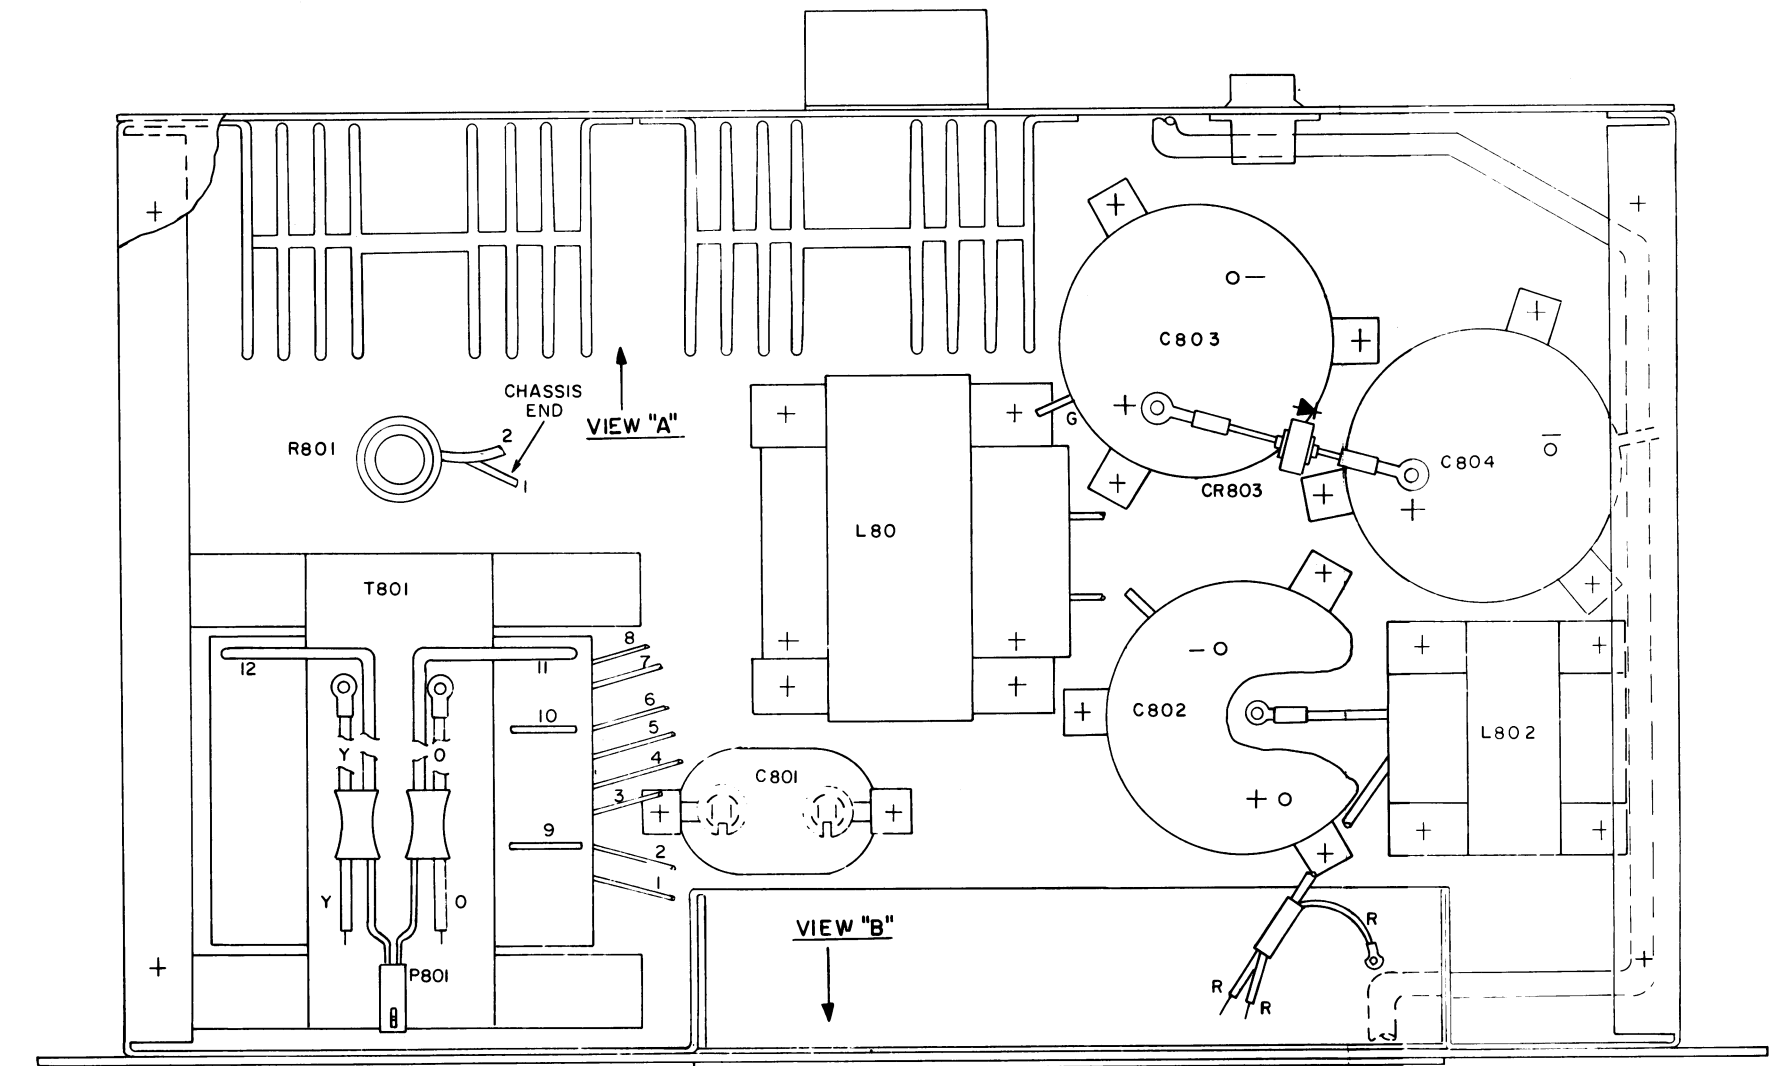 C803
CHASSIS
END
VIEW "A"
2
R801
1
G
C804
CR803
L80
T801
8
12
11
7
6
10
5
C802
L802
Y
O
4
C801
3
9
2
1
Y
O
VIEW "B"
R
P801
R
R